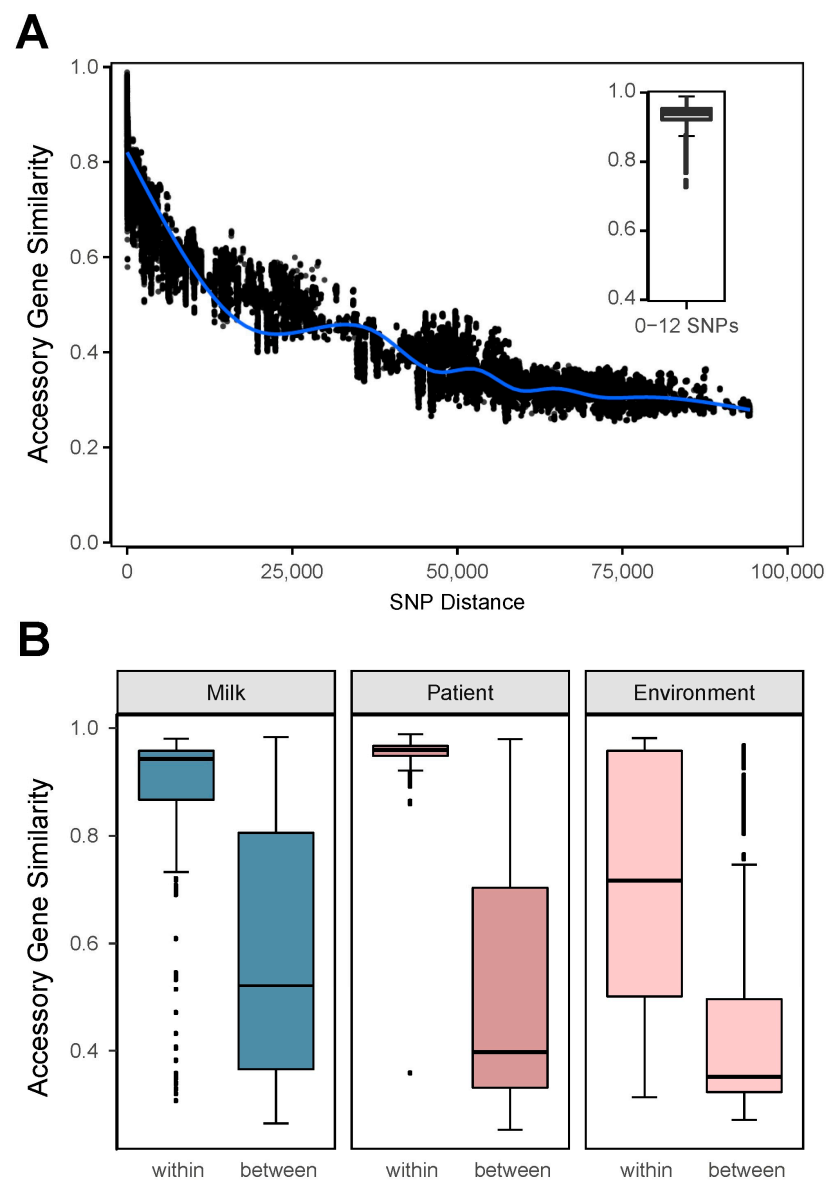 A
Accessory Gene Similarity
1.0
0.8
0.6
0.4
0.2
0.0
0
25,000
50,000
75,000
100,000
SNP Distance
1.0
0.8
0.6
0.4
0−12 SNPs
B
Milk
Patient
Environment
Accessory Gene Similarity
1.0
0.8
0.6
0.4
within
between
within
between
within
between